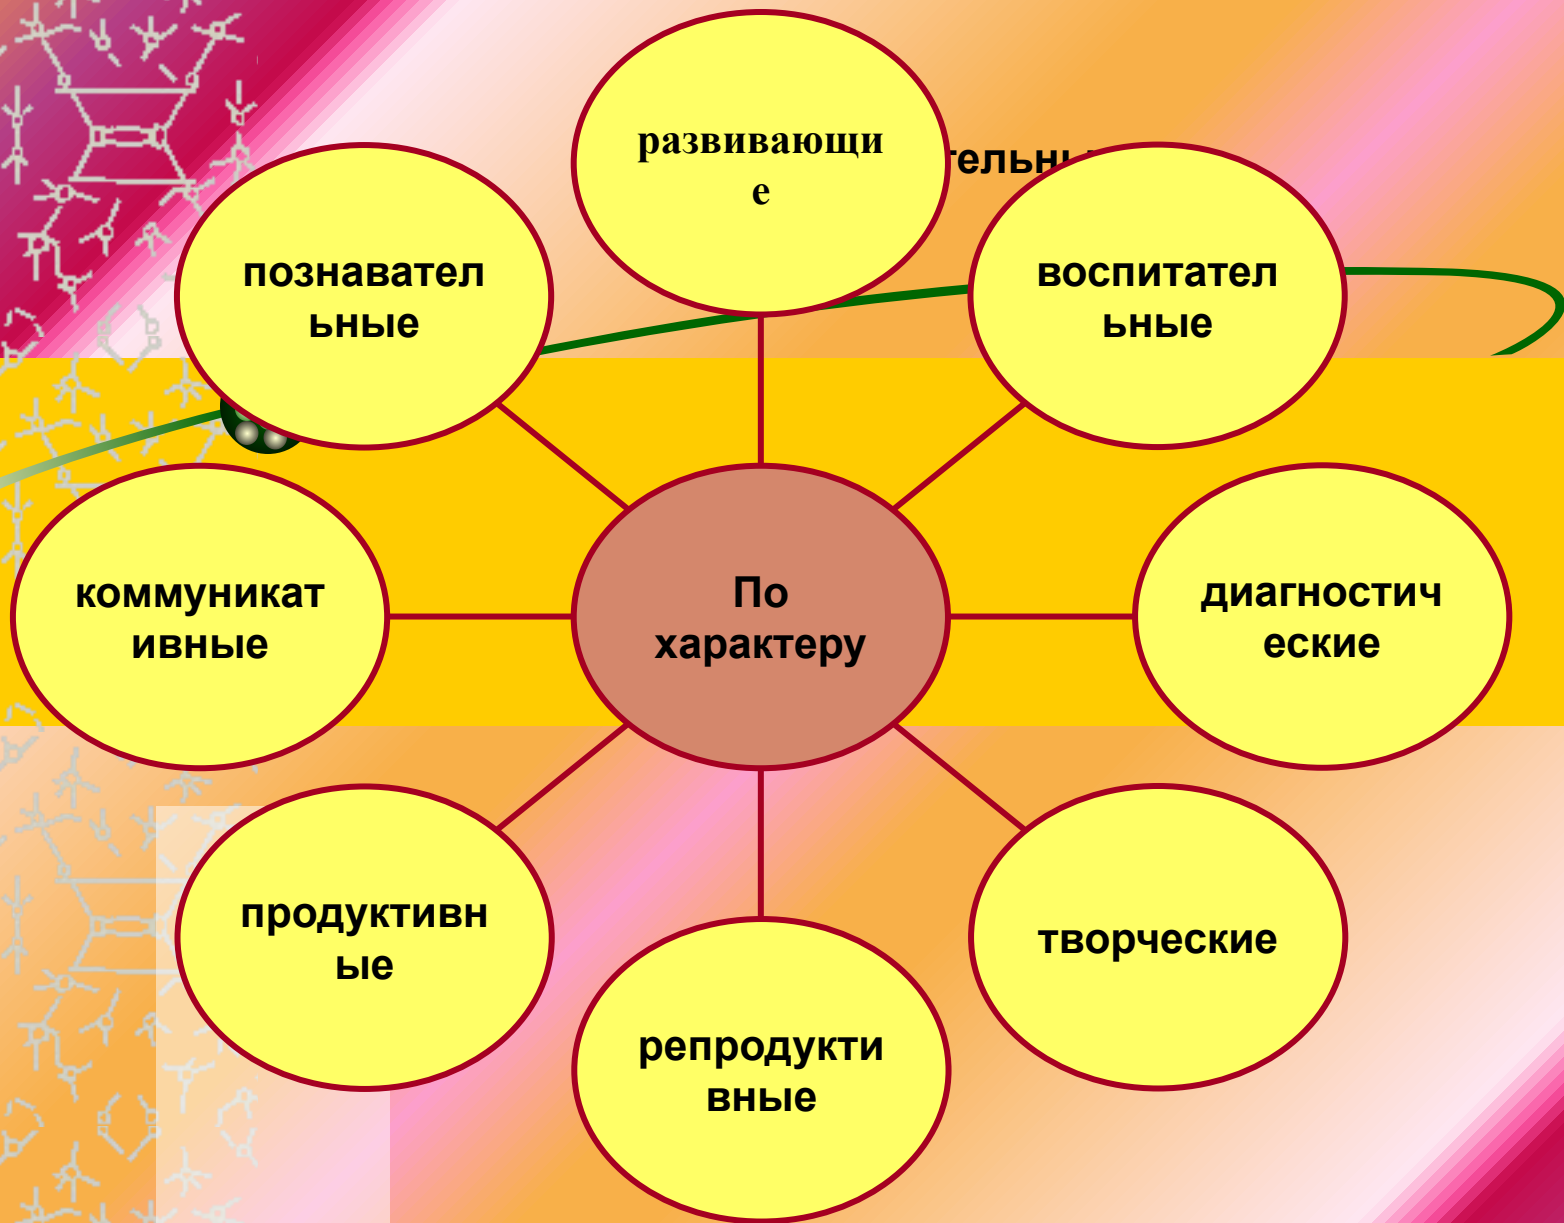 развивающи
е
познавател
ьные
воспитател
ьные
коммуникат
ивные
По
характеру
диагностич
еские
продуктивн
ые
творческие
репродукти
вные